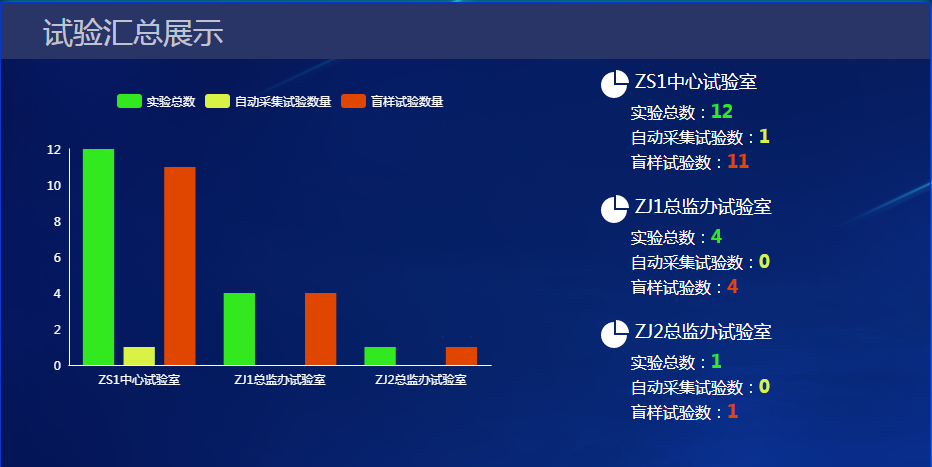 试验汇总展示
实验总数 自动采集试验数量 盲样试验数量
12
10
8
6
4
2
0
ZS1中心试验室 ZJ1总监办试验室 ZJ2总监办试验室
ZS1中心试验室
实验总数：12
自动采集试验数：1
盲样试验数：11
ZJ1总监办试验室
实验总数：4
自动采集试验数：0
盲样试验数：4
ZJ2总监办试验室
实验总数：1
自动采集试验数：0
盲样试验数：1